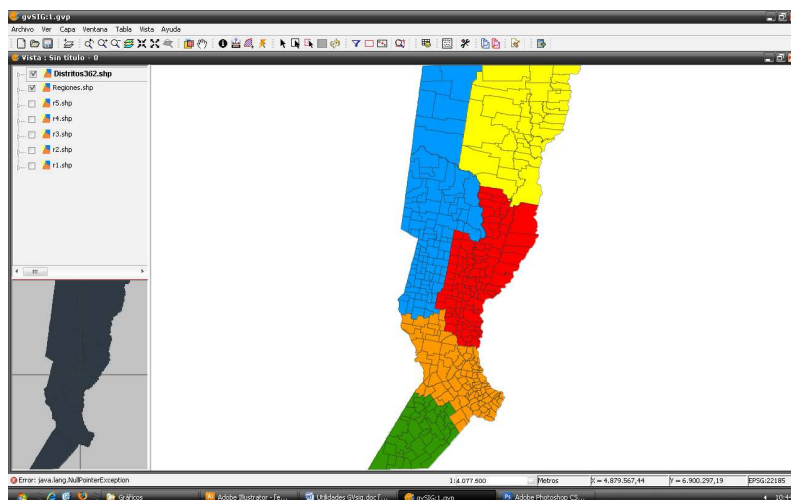 gvSIG:1.gvp
Archivo Ver Capa Ventana Tabla Vista Ayuda
Vista : Sin título - 0
Distritos362.shp
Regiones.shp
r5.shp
r4.shp
r3.shp
r2.shp
r1.shp
Error: java.lang.NullPointerException
1:4.077.500
Metros
X = 4.879.567,44
Y = 6.900.297,19
EPSG:22185
Gráficos
Adobe Illustrator - [e...
Utilidades GVsig.doc [...
gvSIG:1.gvp
Adobe Photoshop CS...